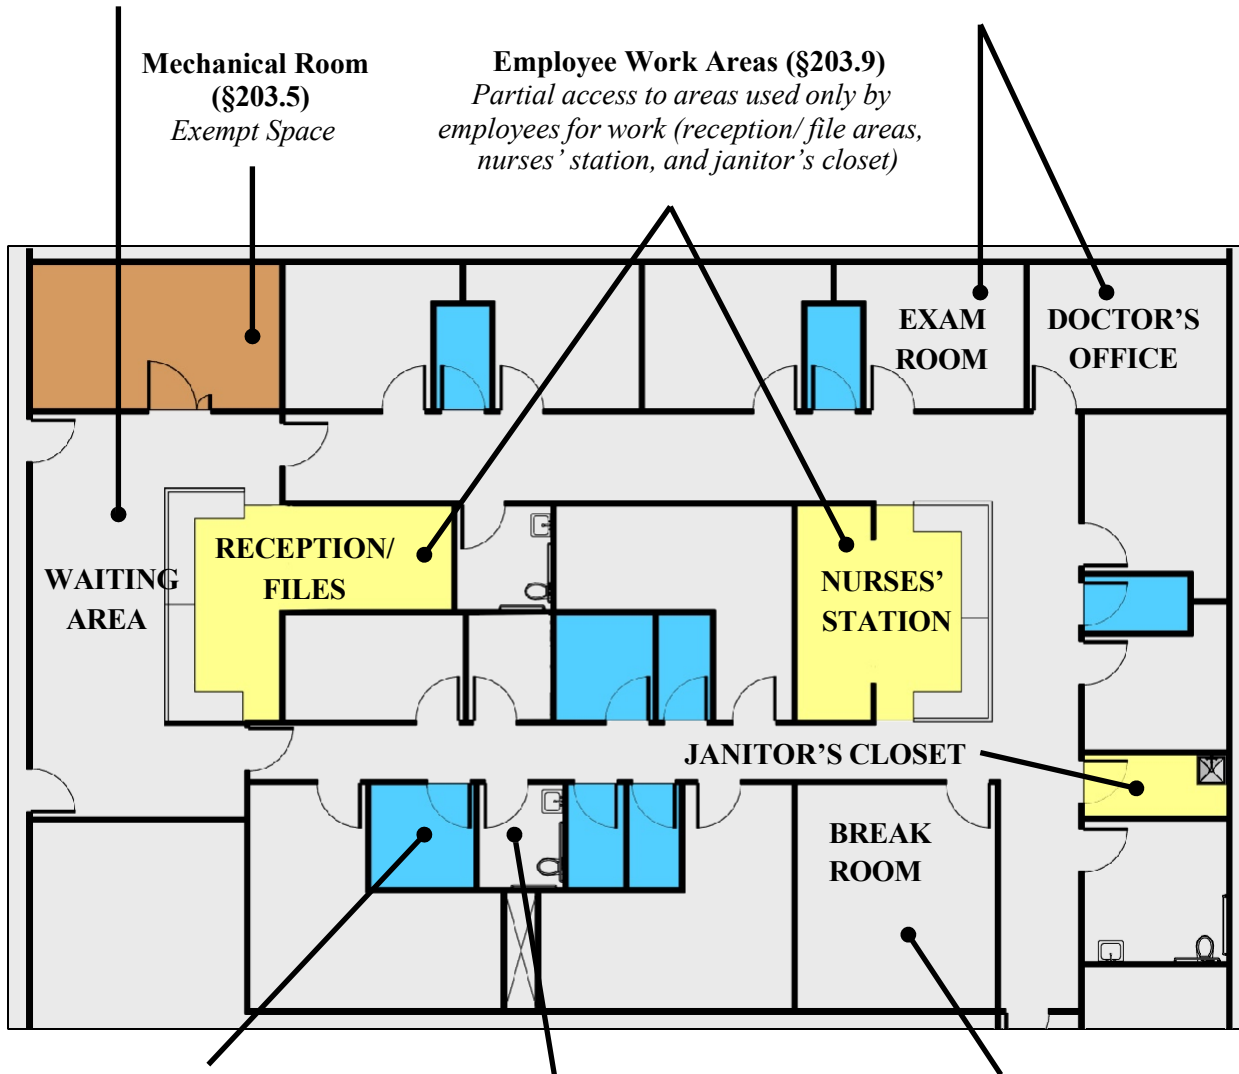 Mechanical Room
(§203.5)
Exempt Space
Employee Work Areas (§203.9)
Partial access to areas used only by
employees for work (reception/ file areas,
nurses’ station, and janitor’s closet)
EXAM
ROOM
DOCTOR’S
OFFICE
WAITING
AREA
RECEPTION/
FILES
NURSES’
STATION
JANITOR’S CLOSET
BREAK
ROOM